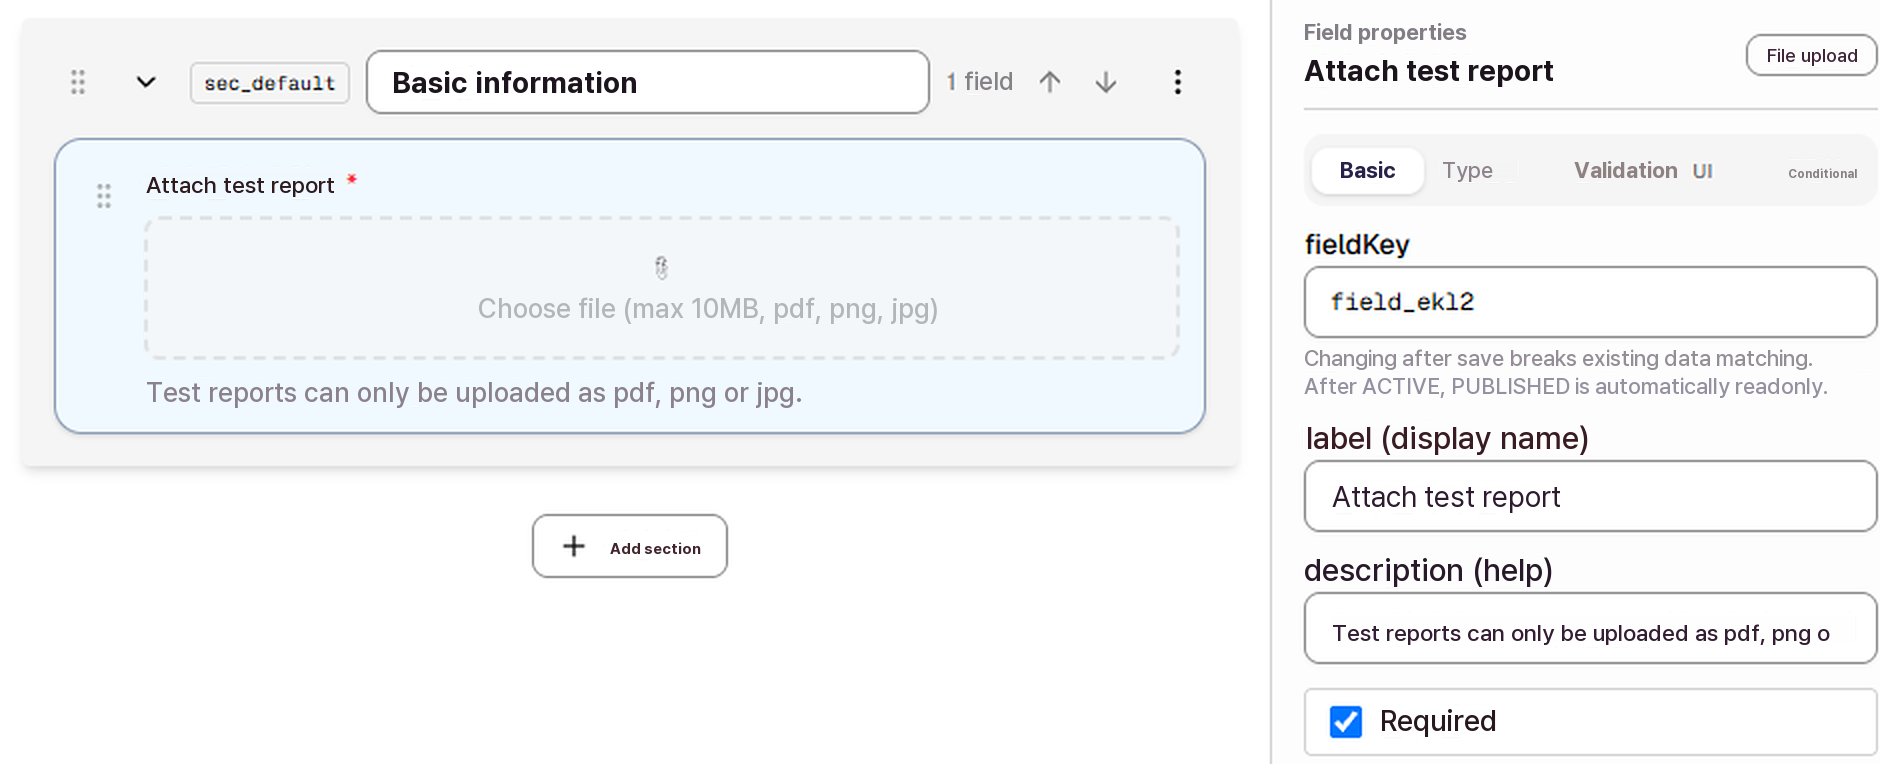 sec_default
Basic information
1 field
Attach test report *
Choose file (max 10MB, pdf, png, jpg)
Test reports can only be uploaded as pdf, png or jpg.
Add section
Field properties
Attach test report
File upload
Basic
Type
Validation
UI
Conditional
fieldKey
field_ekl2
Changing after save breaks existing data matching.
After ACTIVE, PUBLISHED is automatically readonly.
label (display name)
Attach test report
description (help)
Test reports can only be uploaded as pdf, png o
Required